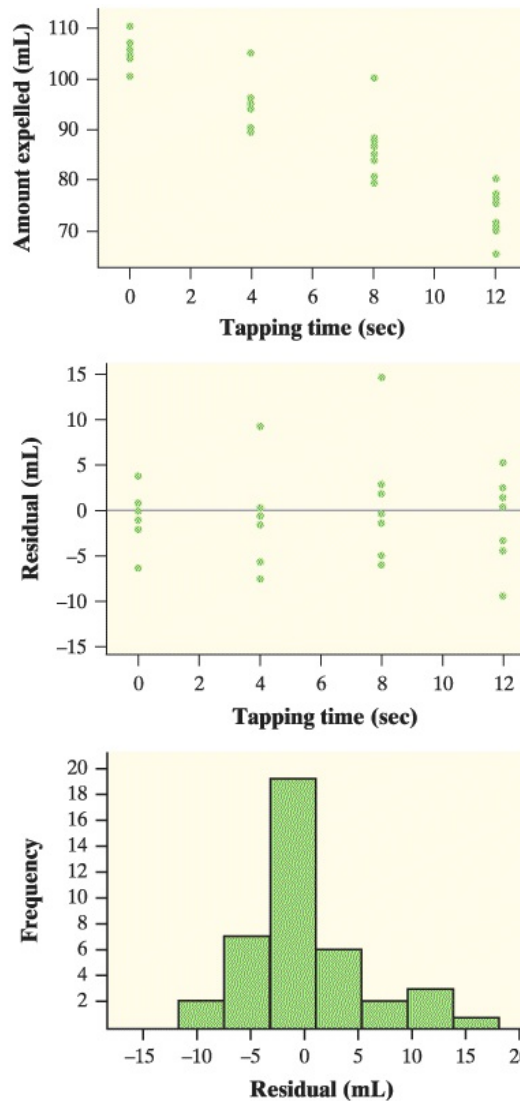 110
100
90
80
70
Amount expelled (mL)
0 2 4 6 8 10 12
Tapping time (sec)
15
10
5
0
–5
–10
–15
Residual (mL)
0 2 4 6 8 10 12
Tapping time (sec)
20
18
16
14
12
10
8
6
4
2
Frequency
–15 –10 –5 0 5 10 15 20
Residual (mL)